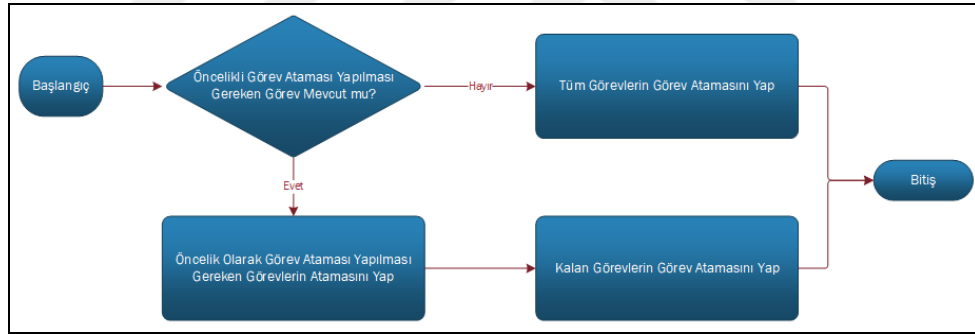 Başlangıç
Öncelikli Görev Ataması Yapılması
Gereken Görev Mevcut mu?
Hayır
Tüm Görevlerin Görev Atamasını Yap
Evet
Bitiş
Öncelik Olarak Görev Ataması Yapılması
Gereken Görevlerin Atamasını Yap
Kalan Görevlerin Görev Atamasını Yap